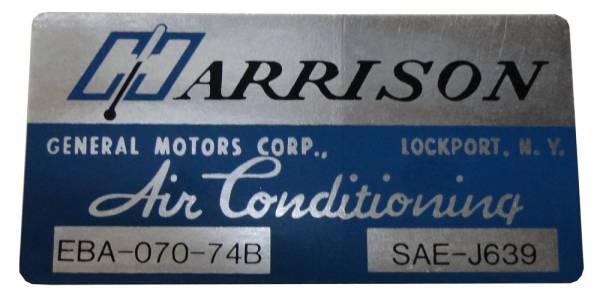 HARRISON
GENERAL MOTORS CORP., LOCKPORT, N.Y.
Air Conditioning
EBA-070-74B SAE-J639